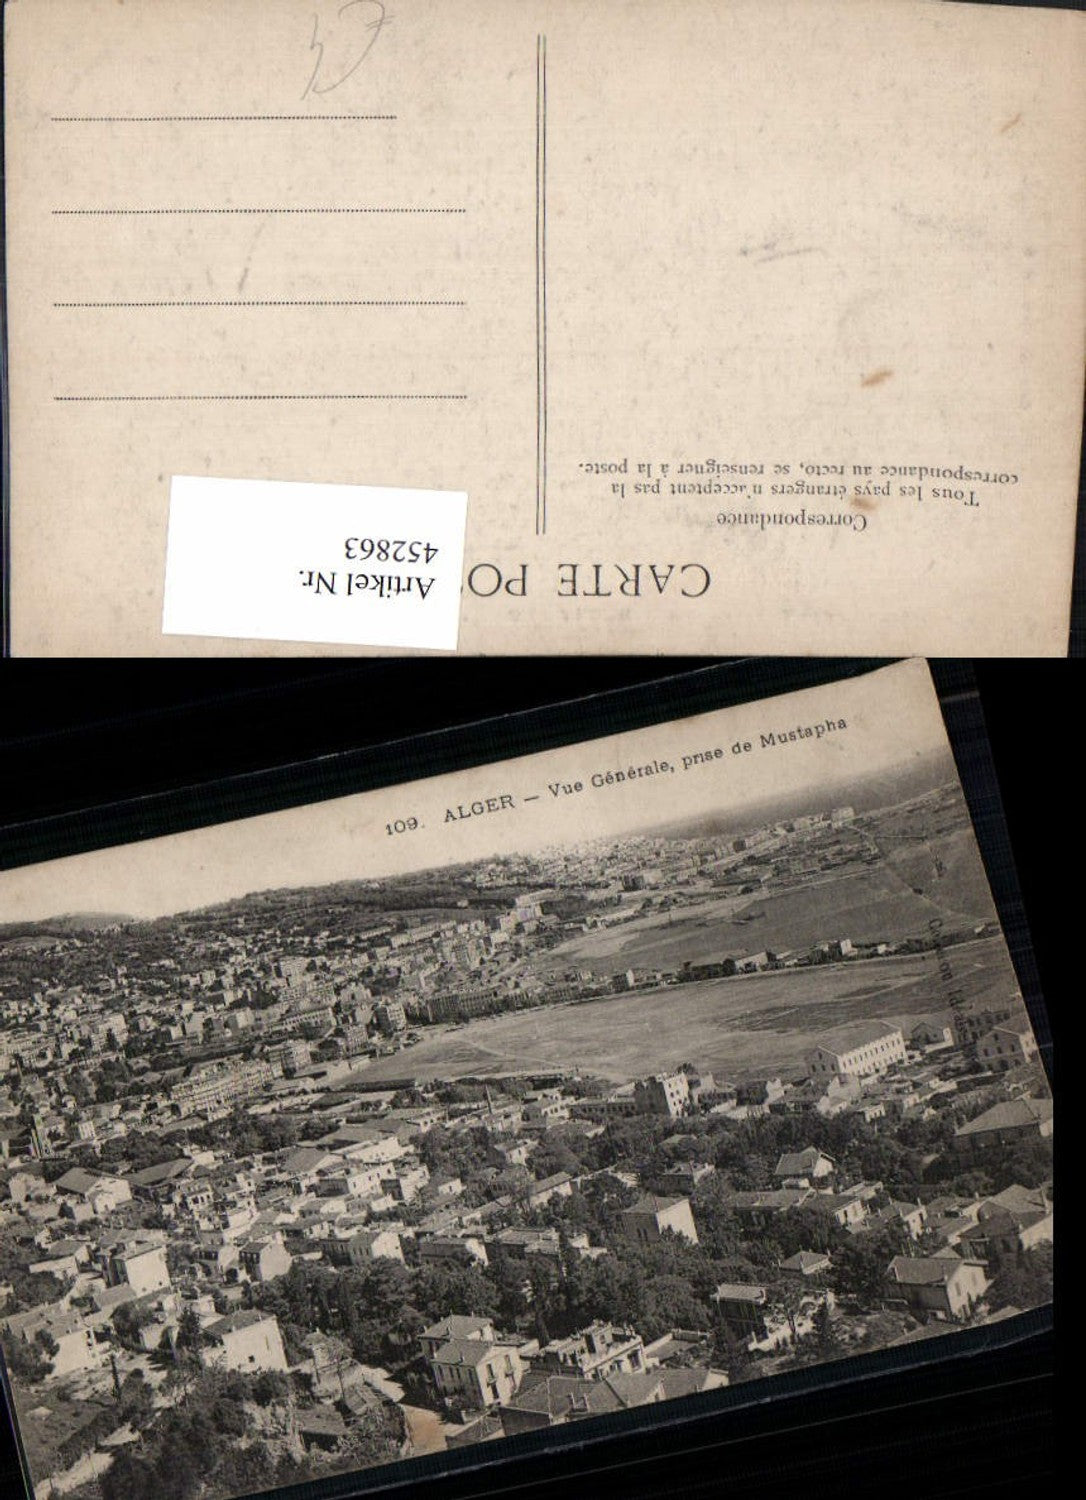 CARTE PO
Correspondance
Tous les pays étrangers n'acceptent pas la
correspondance au recto, se renseigner à la poste.
Artikel Nr.
452863
109. ALGER — Vue Générale, prise de Mustapha